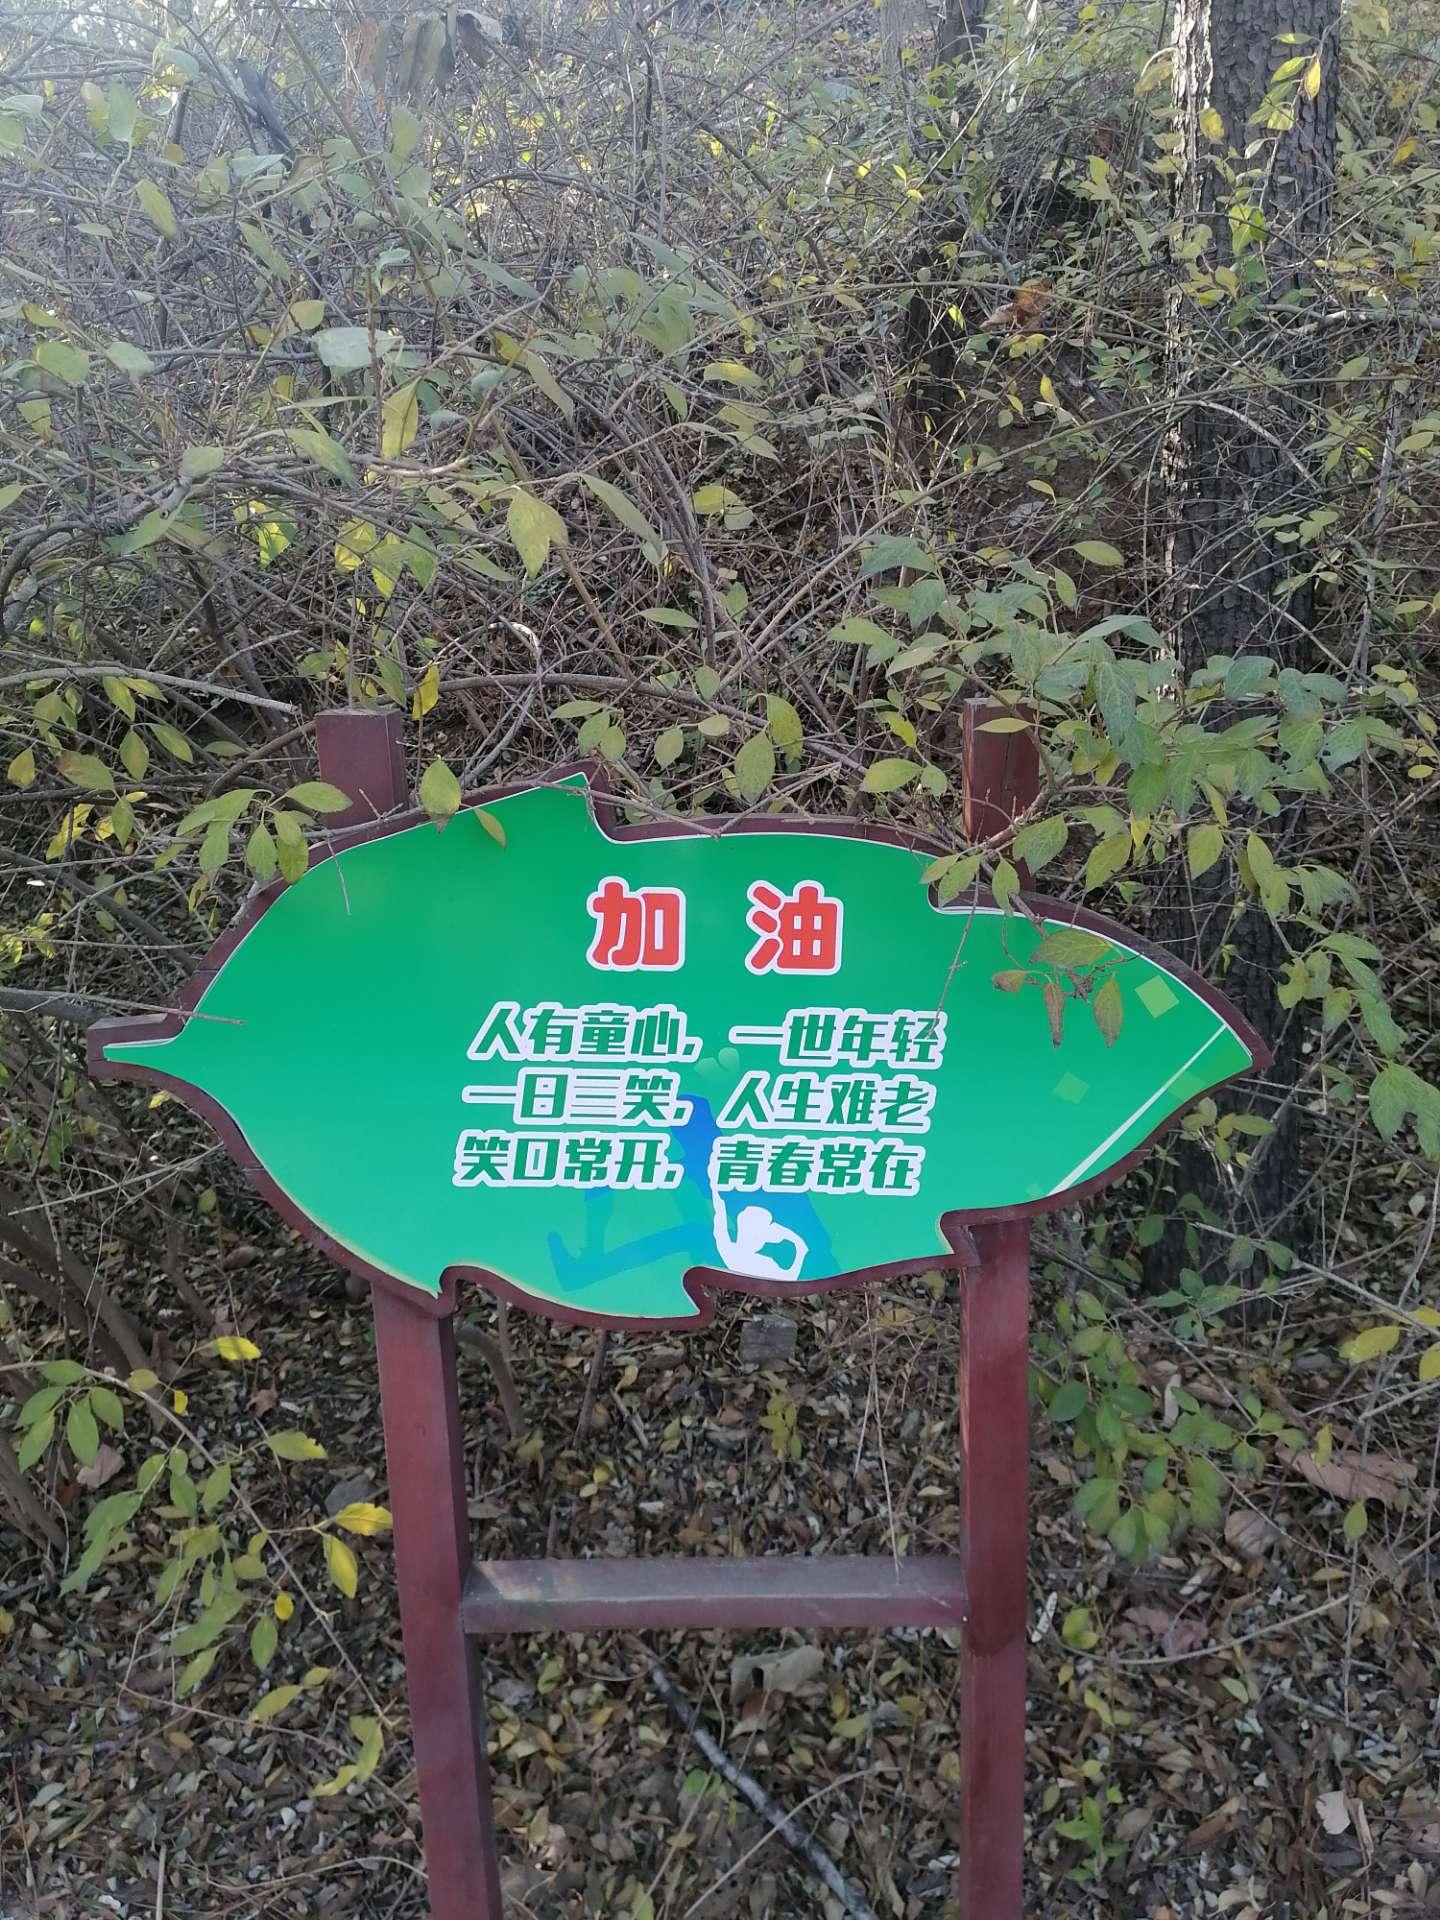 加油
人有童心，一世年轻
一日三笑，人生难老
笑口常开，青春常在